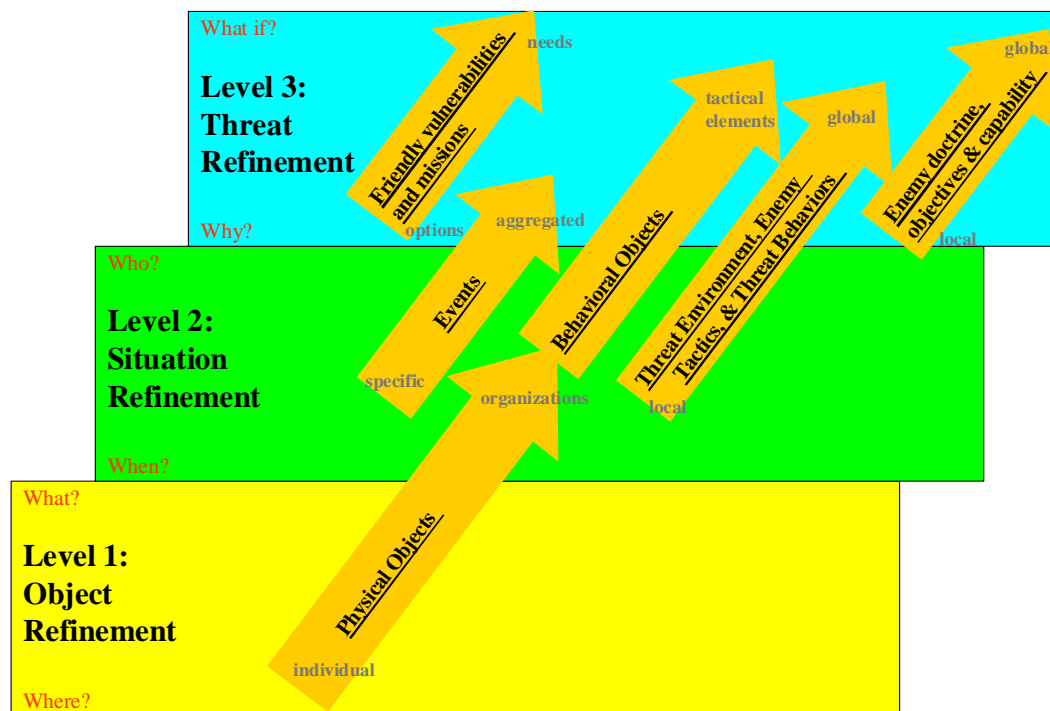 What if?
Level 3:
Threat
Refinement
Why?
needs
Friendly vulnerabilities
and missions
options
tactical
elements
Behavioral Objects
global
Threat Environment, Enemy
Tactics, & Threat Behaviors
local
global
Enemy doctrine,
objectives & capability
local
Who?
Level 2:
Situation
Refinement
When?
aggregated
Events
specific
organizations
Physical Objects
individual
What?
Level 1:
Object
Refinement
Where?